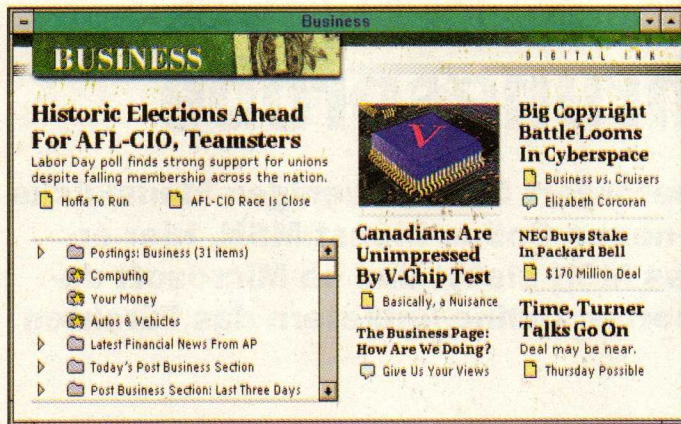 Business
BUSINESS
DIGITAL INK
Historic Elections Ahead
For AFL-CIO, Teamsters
Labor Day poll finds strong support for unions
despite falling membership across the nation.
Hoffa To Run
AFL-CIO Race Is Close
Postings: Business (31 items)
Computing
Your Money
Autos & Vehicles
Latest Financial News From AP
Today's Post Business Section
Post Business Section: Last Three Days
V
Canadians Are
Unimpressed
By V-Chip Test
Basically, a Nuisance
The Business Page:
How Are We Doing?
Give Us Your Views
Big Copyright
Battle Looms
In Cyberspace
Business vs. Cruisers
Elizabeth Corcoran
NEC Buys Stake
In Packard Bell
$170 Million Deal
Time, Turner
Talks Go On
Deal may be near.
Thursday Possible